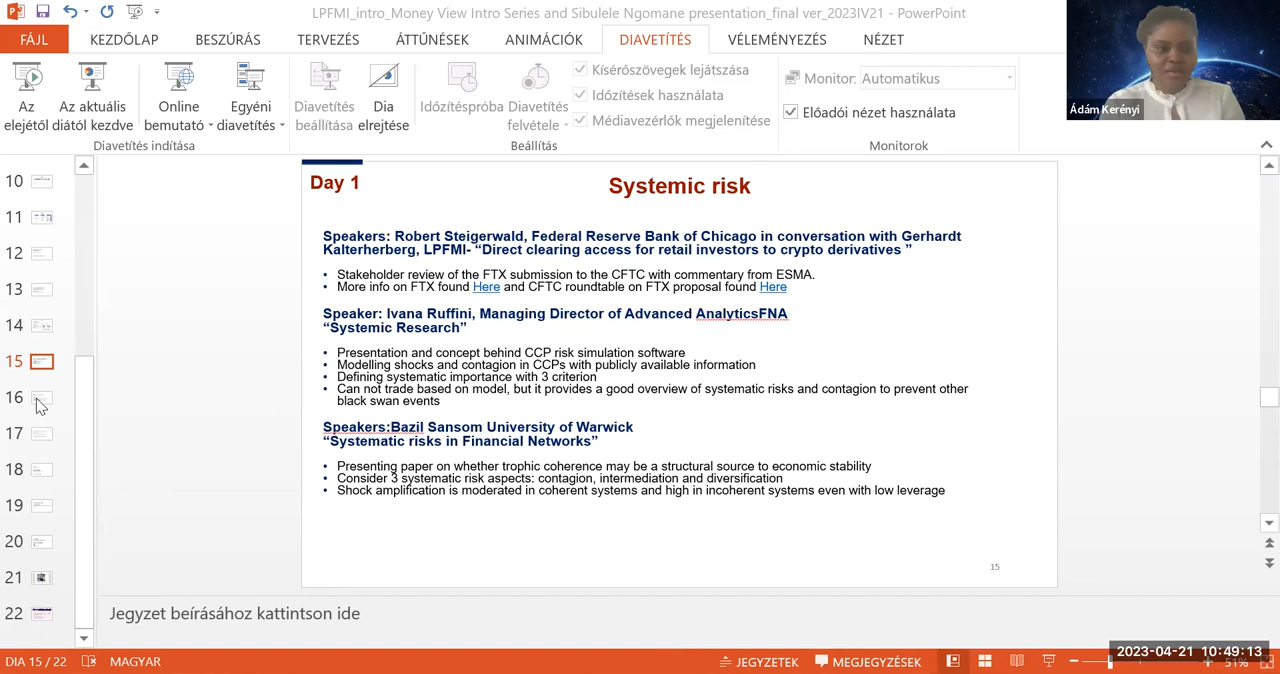 LPFMI_intro_Money View Intro Series and Sibulele Ngomane presentation_final ver_2023IV21 - PowerPoint
FÁJL KEZDŐLAP BESZÚRÁS TERVEZÉS ÁTTŰNÉSEK ANIMÁCIÓK DIAVETÍTÉS VÉLEMÉNYEZÉS NÉZET
Az elejétől
Az aktuális diától kezdve
Online bemutató
Egyéni diavetítés
Diavetítés beállítása
Dia elrejtése
Időzítéspróba
Diavetítés felvétele
Kísérőszövegek lejátszása
Időzítések használata
Médiavezérlők megjelenítése
Monitor: Automatikus
Előadói nézet használata
Diavetítés indítása
Beállítás
Monitorok
Ádám Kerényi
10
11
12
13
14
15
16
17
18
19
20
21
22
Day 1
Systemic risk
Speakers: Robert Steigerwald, Federal Reserve Bank of Chicago in conversation with Gerhardt
Kalterherberg, LPFMI- “Direct clearing access for retail investors to crypto derivatives ”
• Stakeholder review of the FTX submission to the CFTC with commentary from ESMA.
• More info on FTX found Here and CFTC roundtable on FTX proposal found Here
Speaker: Ivana Ruffini, Managing Director of Advanced AnalyticsFNA
“Systemic Research”
• Presentation and concept behind CCP risk simulation software
• Modelling shocks and contagion in CCPs with publicly available information
• Defining systematic importance with 3 criterion
• Can not trade based on model, but it provides a good overview of systematic risks and contagion to prevent other
black swan events
Speakers:Bazil Sansom University of Warwick
“Systematic risks in Financial Networks”
• Presenting paper on whether trophic coherence may be a structural source to economic stability
• Consider 3 systematic risk aspects: contagion, intermediation and diversification
• Shock amplification is moderated in coherent systems and high in incoherent systems even with low leverage
15
Jegyzet beírásához kattintson ide
DIA 15 / 22 MAGYAR JEGYZETEK MEGJEGYZÉSEK 51%
2023-04-21 10:49:13